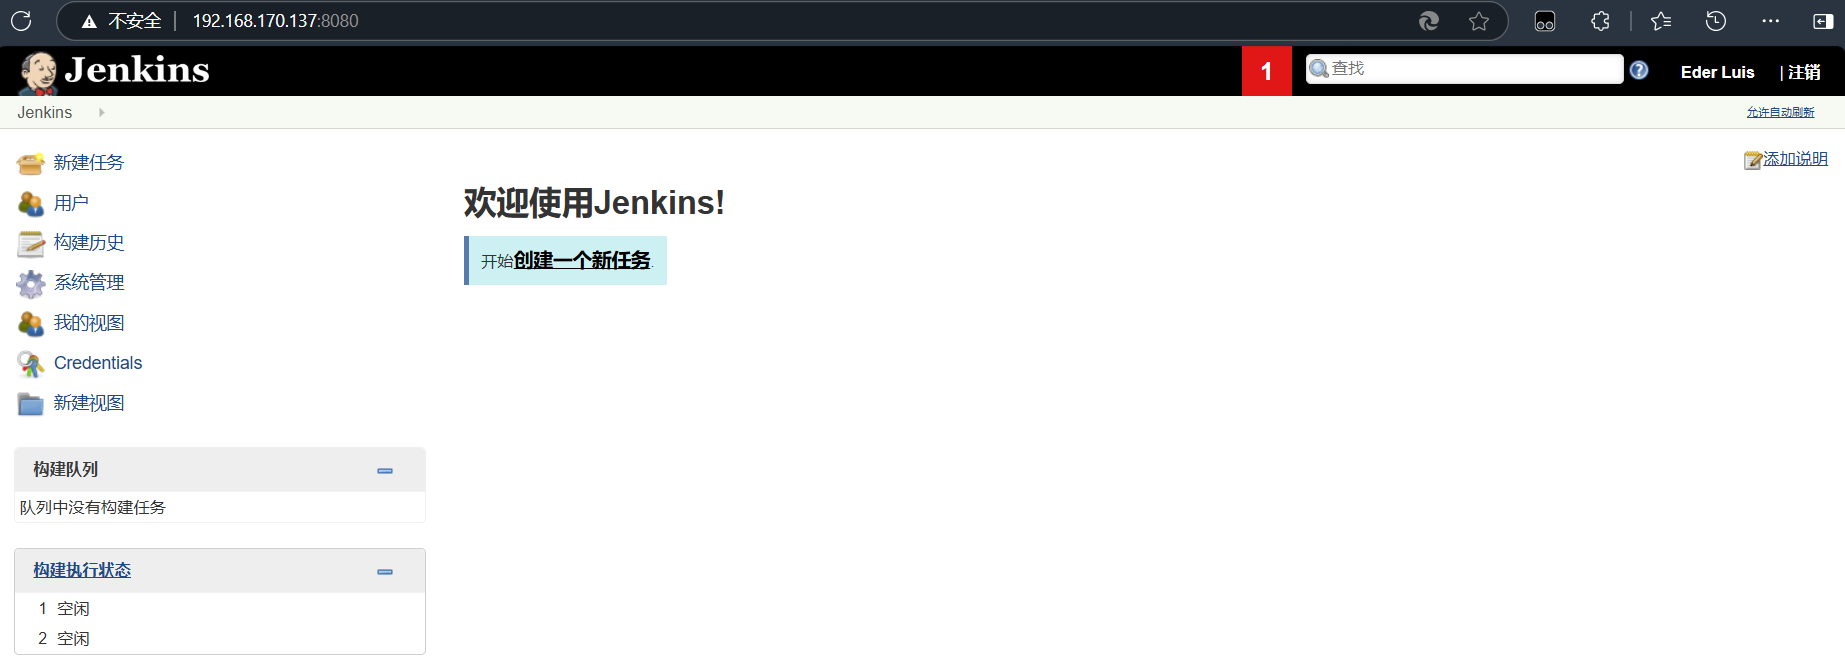 不安全 192.168.170.137:8080
Jenkins
1
查找
Eder Luis | 注销
Jenkins
允许自动刷新
新建任务
用户
构建历史
系统管理
我的视图
Credentials
新建视图
添加说明
欢迎使用Jenkins!
开始创建一个新任务.
构建队列
队列中没有构建任务
构建执行状态
1 空闲
2 空闲